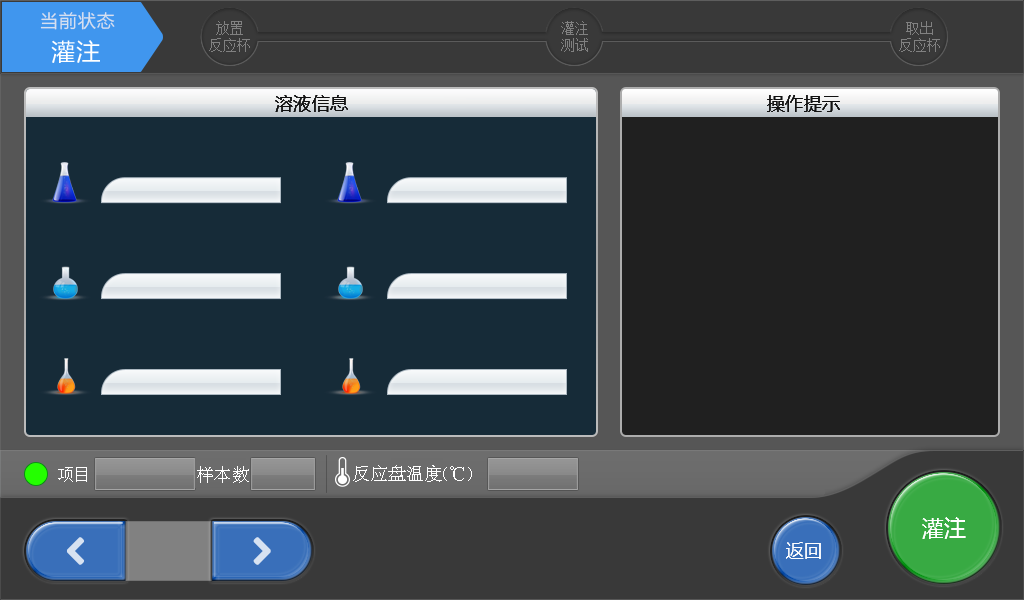 当前状态
灌注
放置
反应杯
灌注
测试
取出
反应杯
溶液信息
操作提示
项目
样本数
反应盘温度(℃)
灌注
返回